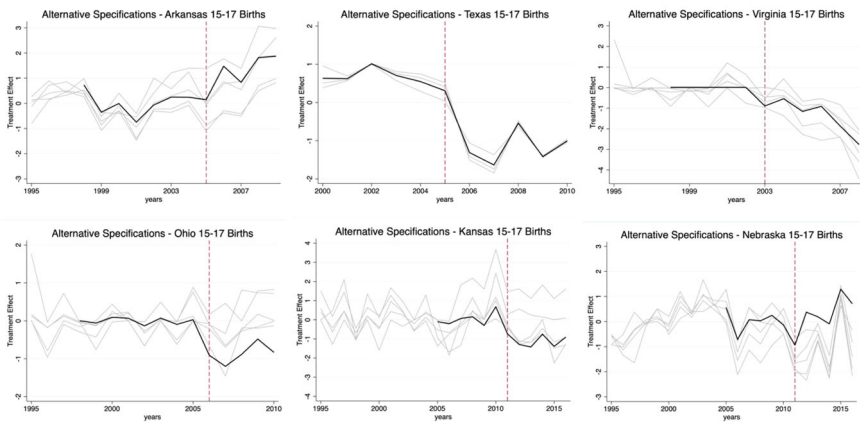 Alternative Specifications - Arkansas 15-17 Births
Treatment Effect
3
2
1
0
-1
-2
-3
1995 1999 2003 2007
years
Alternative Specifications - Texas 15-17 Births
Treatment Effect
2
1
0
-1
-2
2000 2002 2004 2006 2008 2010
years
Alternative Specifications - Virginia 15-17 Births
Treatment Effect
3
2
1
0
-1
-2
-3
-4
1995 1999 2003 2007
years
Alternative Specifications - Ohio 15-17 Births
Treatment Effect
2
1
0
-1
-2
1995 2000 2005 2010
years
Alternative Specifications - Kansas 15-17 Births
Treatment Effect
4
3
2
1
0
-1
-2
-3
-4
1995 2000 2005 2010 2015
years
Alternative Specifications - Nebraska 15-17 Births
Treatment Effect
3
2
1
0
-1
-2
-3
1995 2000 2005 2010 2015
years